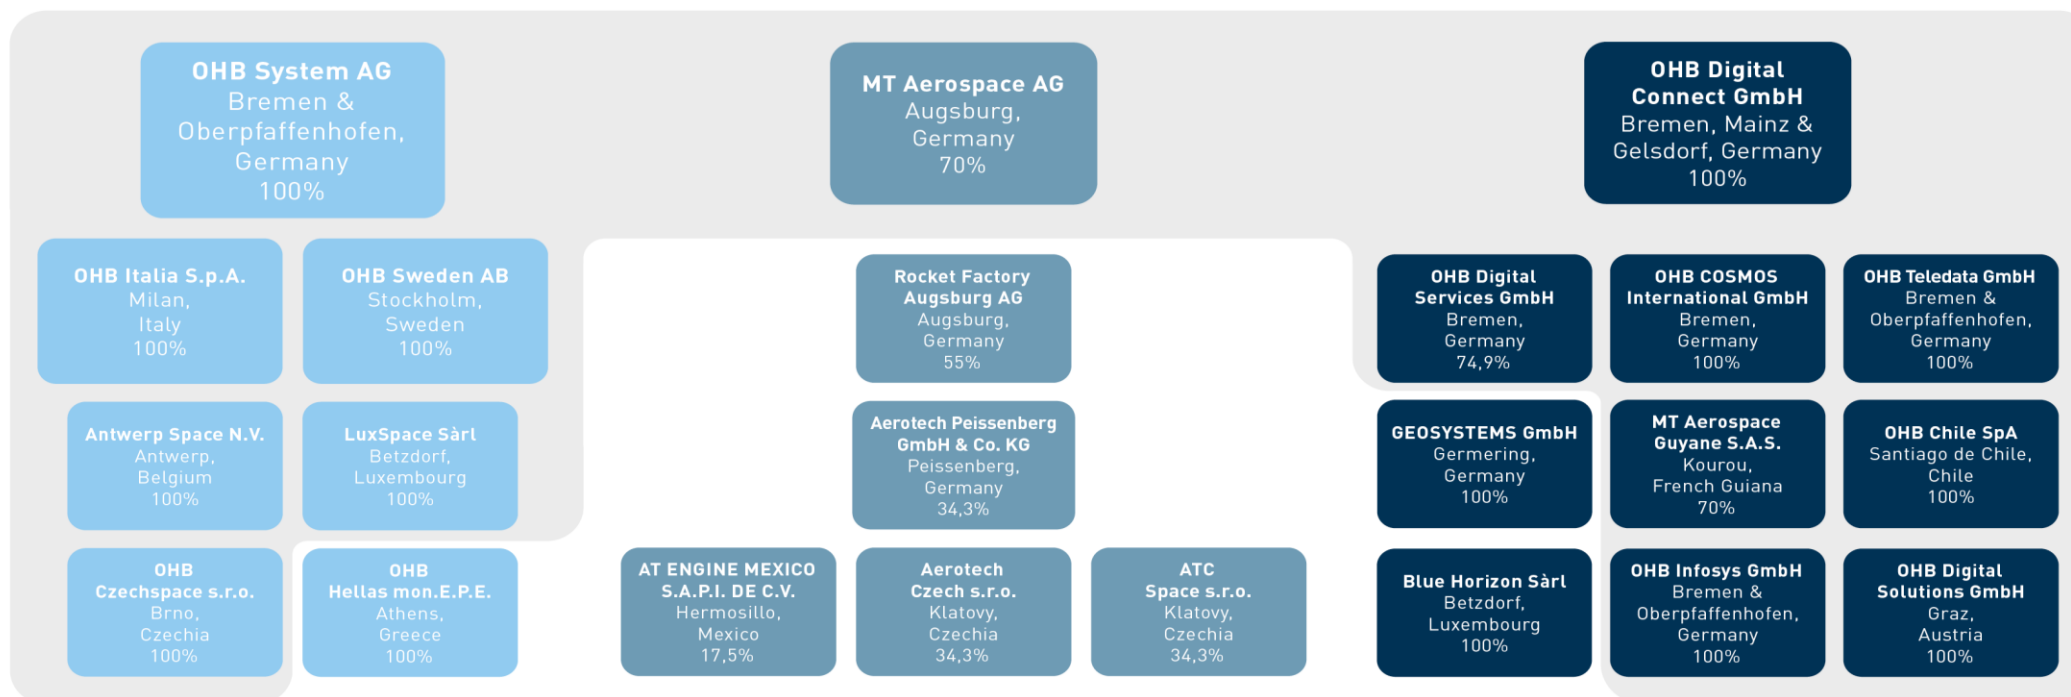 OHB System AG
Bremen &
Oberpfaffenhofen,
Germany
100%
MT Aerospace AG
Augsburg,
Germany
70%
OHB Digital
Connect GmbH
Bremen, Mainz &
Gelsdorf, Germany
100%
OHB Italia S.p.A.
Milan,
Italy
100%
OHB Sweden AB
Stockholm,
Sweden
100%
Rocket Factory
Augsburg AG
Augsburg,
Germany
55%
OHB Digital
Services GmbH
Bremen,
Germany
74,9%
OHB COSMOS
International GmbH
Bremen,
Germany
100%
OHB Teledata GmbH
Bremen &
Oberpfaffenhofen,
Germany
100%
Antwerp Space N.V.
Antwerp,
Belgium
100%
LuxSpace Sàrl
Betzdorf,
Luxembourg
100%
Aerotech Peissenberg
GmbH & Co. KG
Peissenberg,
Germany
34,3%
GEOSYSTEMS GmbH
Germering,
Germany
100%
MT Aerospace
Guyane S.A.S.
Kourou,
French Guiana
70%
OHB Chile SpA
Santiago de Chile,
Chile
100%
OHB
Czechspace s.r.o.
Brno,
Czechia
100%
OHB
Hellas mon.E.P.E.
Athens,
Greece
100%
AT ENGINE MEXICO
S.A.P.I. DE C.V.
Hermosillo,
Mexico
17,5%
Aerotech
Czech s.r.o.
Klatovy,
Czechia
34,3%
ATC
Space s.r.o.
Klatovy,
Czechia
34,3%
Blue Horizon Sàrl
Betzdorf,
Luxembourg
100%
OHB Infosys GmbH
Bremen &
Oberpfaffenhofen,
Germany
100%
OHB Digital
Solutions GmbH
Graz,
Austria
100%